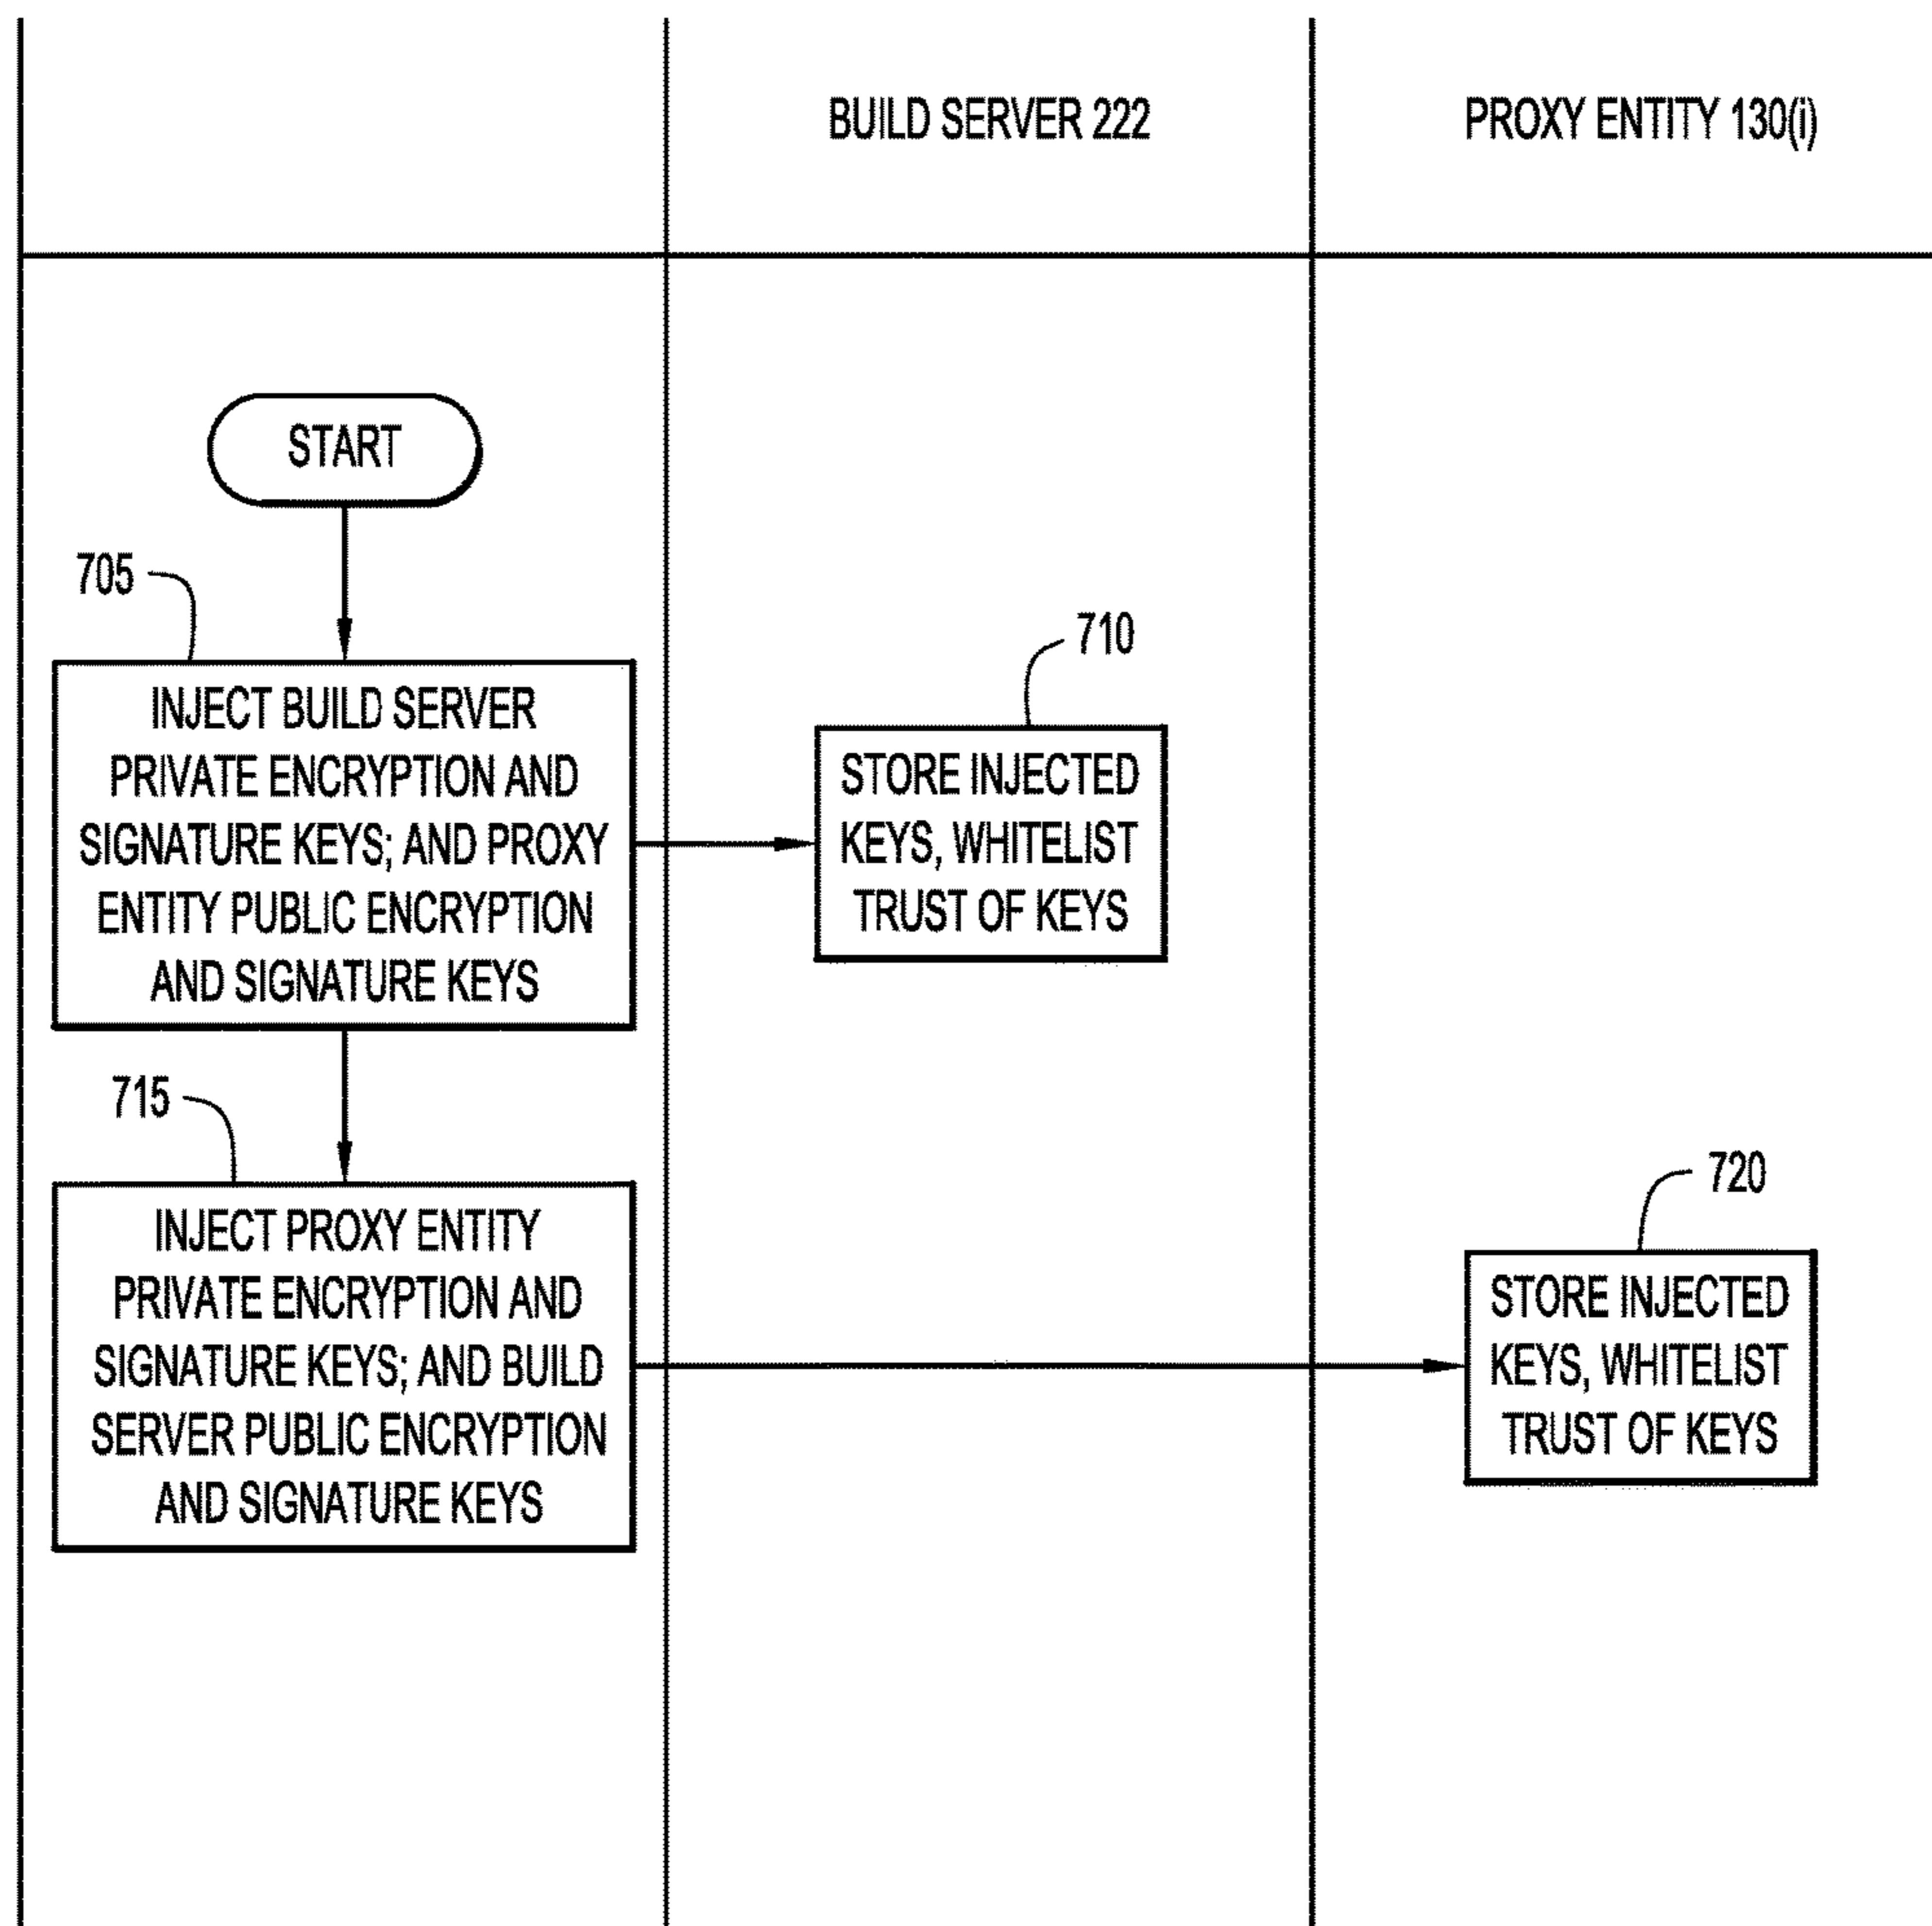 BUILD SERVER 222
PROXY ENTITY 130(i)
START
705
INJECT BUILD SERVER
PRIVATE ENCRYPTION AND
SIGNATURE KEYS; AND PROXY
ENTITY PUBLIC ENCRYPTION
AND SIGNATURE KEYS
710
STORE INJECTED
KEYS, WHITELIST
TRUST OF KEYS
715
INJECT PROXY ENTITY
PRIVATE ENCRYPTION AND
SIGNATURE KEYS; AND BUILD
SERVER PUBLIC ENCRYPTION
AND SIGNATURE KEYS
720
STORE INJECTED
KEYS, WHITELIST
TRUST OF KEYS